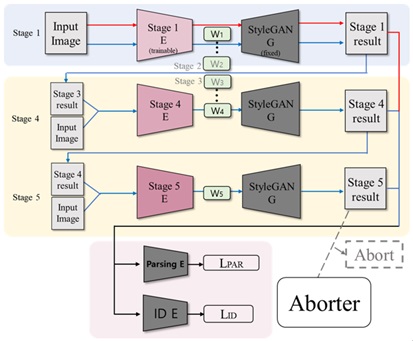 Stage 1
Input
Image
Stage 1
E
(trainable)
W1
StyleGAN
G
(fixed)
Stage 1
result
Stage 2
W2
Stage 3
W3
Stage 4
Stage 3
result
Input
Image
Stage 4
E
W4
StyleGAN
G
Stage 4
result
Stage 5
Stage 4
result
Input
Image
Stage 5
E
W5
StyleGAN
G
Stage 5
result
Abort
Aborter
Parsing E
LPAR
ID E
LID